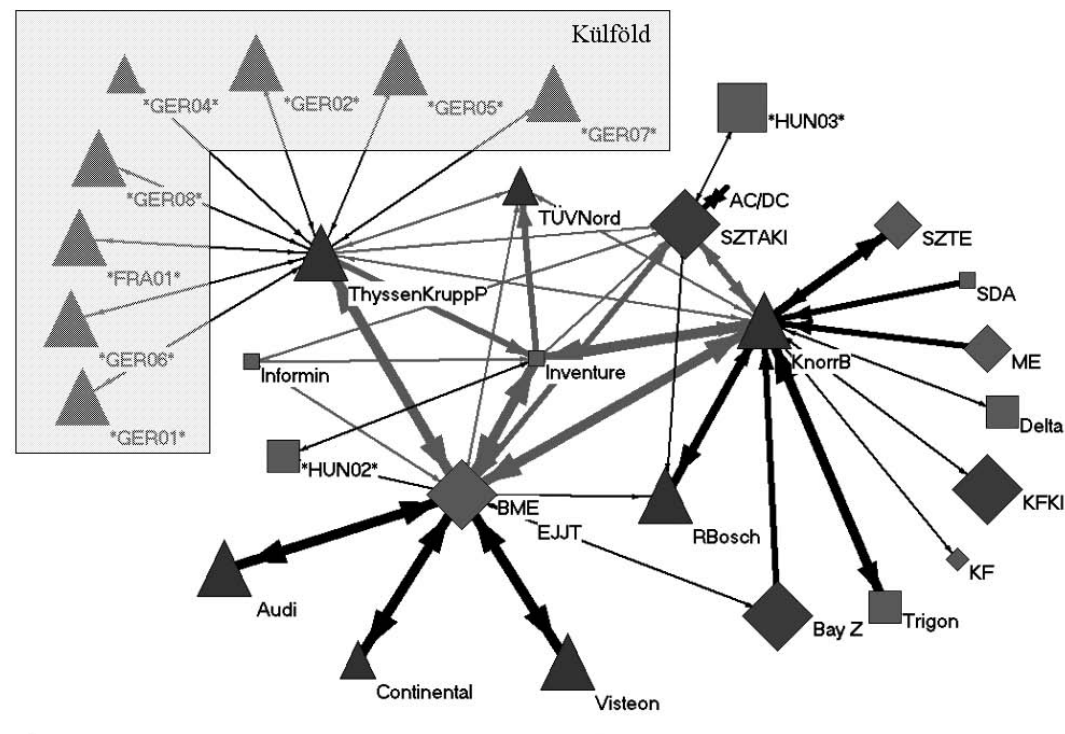 Külföld
*GER04*
*GER02*
*GER05*
*GER07*
*HUN03*
*GER08*
AC/DC
TÜVNord
SZTAKI
SZTE
*FRA01*
ThyssenKruppP
SDA
*GER06*
KnorrB
ME
Informin
Inventure
Delta
*GER01*
*HUN02*
BME
KFKI
EJJT
RBosch
KF
Audi
Bay Z
Trigon
Continental
Visteon